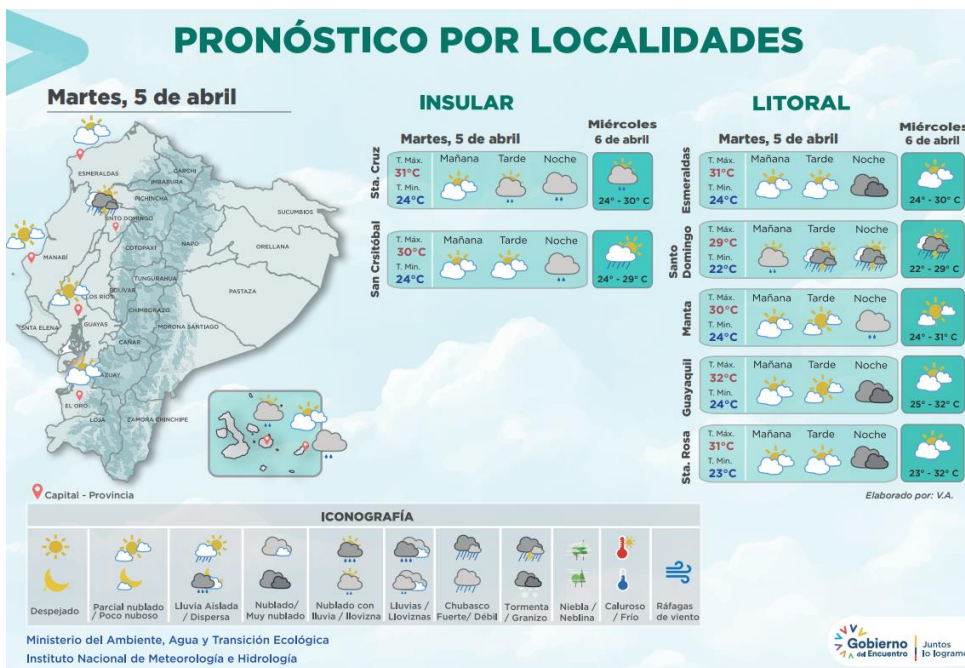 PRONÓSTICO POR LOCALIDADES
Martes, 5 de abril
ESMERALDAS
CARCHI
IMBABURA
PICHINCHA
SNTO DOMINGO
SUCUMBIOS
MANABÍ
COTOPAXI
NAPO
ORELLANA
TUNGURAHUA
LOS RÍOS
BOLIVAR
PASTAZA
CHIMBORAZO
SNTA ELENA
GUAYAS
MORONA SANTIAGO
CAÑAR
AZUAY
EL ORO
LOJA
ZAMORA CHINCHIPE
Capital - Provincia
INSULAR
Martes, 5 de abril
Miércoles
6 de abril
Sta. Cruz
T. Máx.
31°C
T. Min.
24°C
Mañana Tarde Noche
24° - 30° C
San Crsitóbal
T. Máx.
30°C
T. Min.
24°C
Mañana Tarde Noche
24° - 29° C
LITORAL
Martes, 5 de abril
Miércoles
6 de abril
Esmeraldas
T. Máx.
31°C
T. Min.
24°C
Mañana Tarde Noche
24° - 30° C
Santo
Domingo
T. Máx.
29°C
T. Min.
22°C
Mañana Tarde Noche
22° - 29° C
Manta
T. Máx.
30°C
T. Min.
24°C
Mañana Tarde Noche
24° - 31° C
Guayaquil
T. Máx.
32°C
T. Min.
24°C
Mañana Tarde Noche
25° - 32° C
Sta. Rosa
T. Máx.
31°C
T. Min.
23°C
Mañana Tarde Noche
23° - 32° C
Elaborado por: V.A.
ICONOGRAFÍA
Despejado
Parcial nublado
/ Poco nuboso
Lluvia Aislada
/ Dispersa
Nublado/
Muy nublado
Nublado con
lluvia / llovizna
Lluvias /
Lloviznas
Chubasco
Fuerte/ Débil
Tormenta
/ Granizo
Niebla /
Neblina
Caluroso
/ Frío
Ráfagas
de viento
Ministerio del Ambiente, Agua y Transición Ecológica
Instituto Nacional de Meteorología e Hidrología
Gobierno
del Encuentro
Juntos
lo logramo